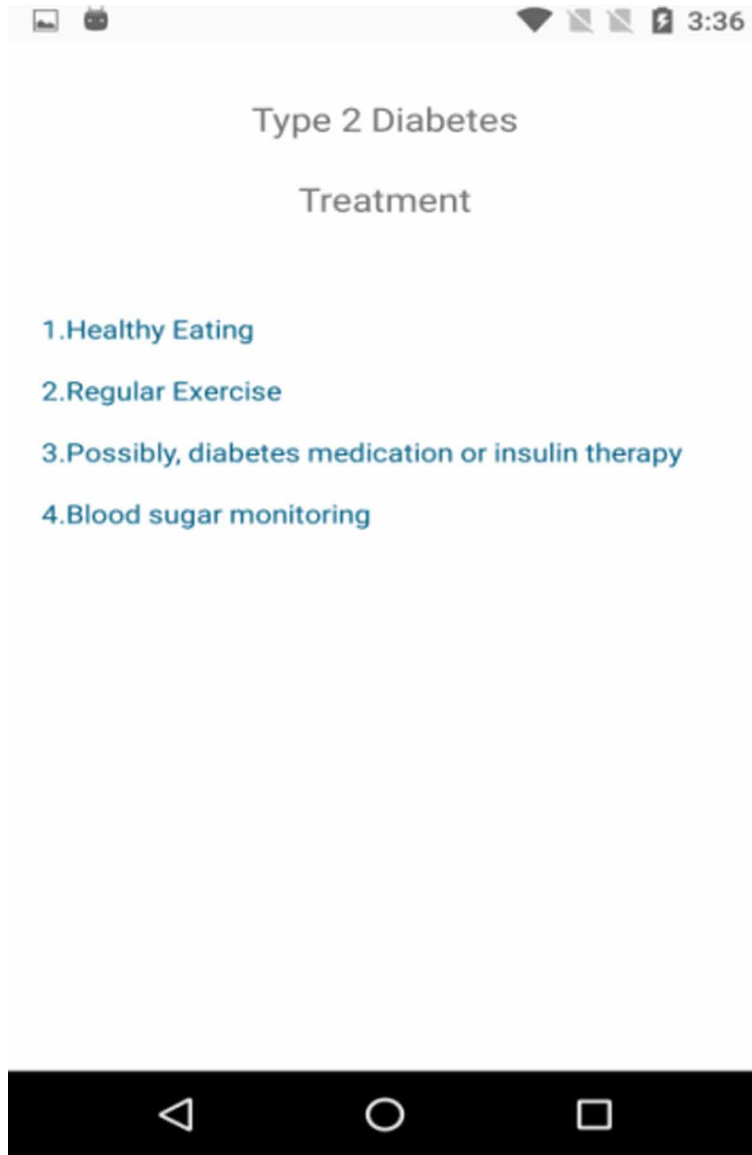 3:36
Type 2 Diabetes
Treatment
1.Healthy Eating
2.Regular Exercise
3.Possibly, diabetes medication or insulin therapy
4.Blood sugar monitoring